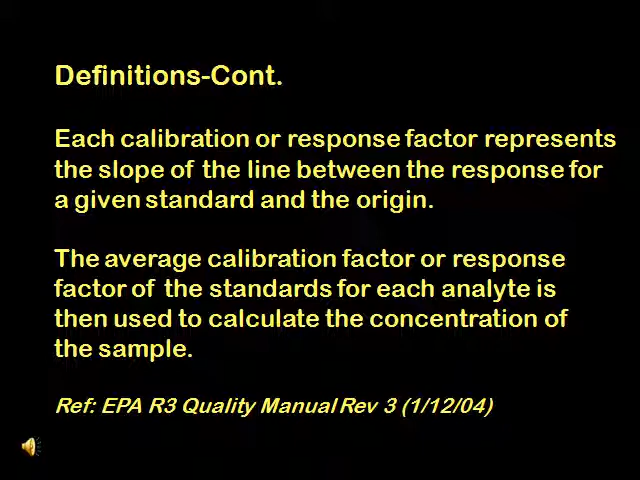 Definitions-Cont.
Each calibration or response factor represents
the slope of the line between the response for
a given standard and the origin.
The average calibration factor or response
factor of the standards for each analyte is
then used to calculate the concentration of
the sample.
Ref: EPA R3 Quality Manual Rev 3 (1/12/04)